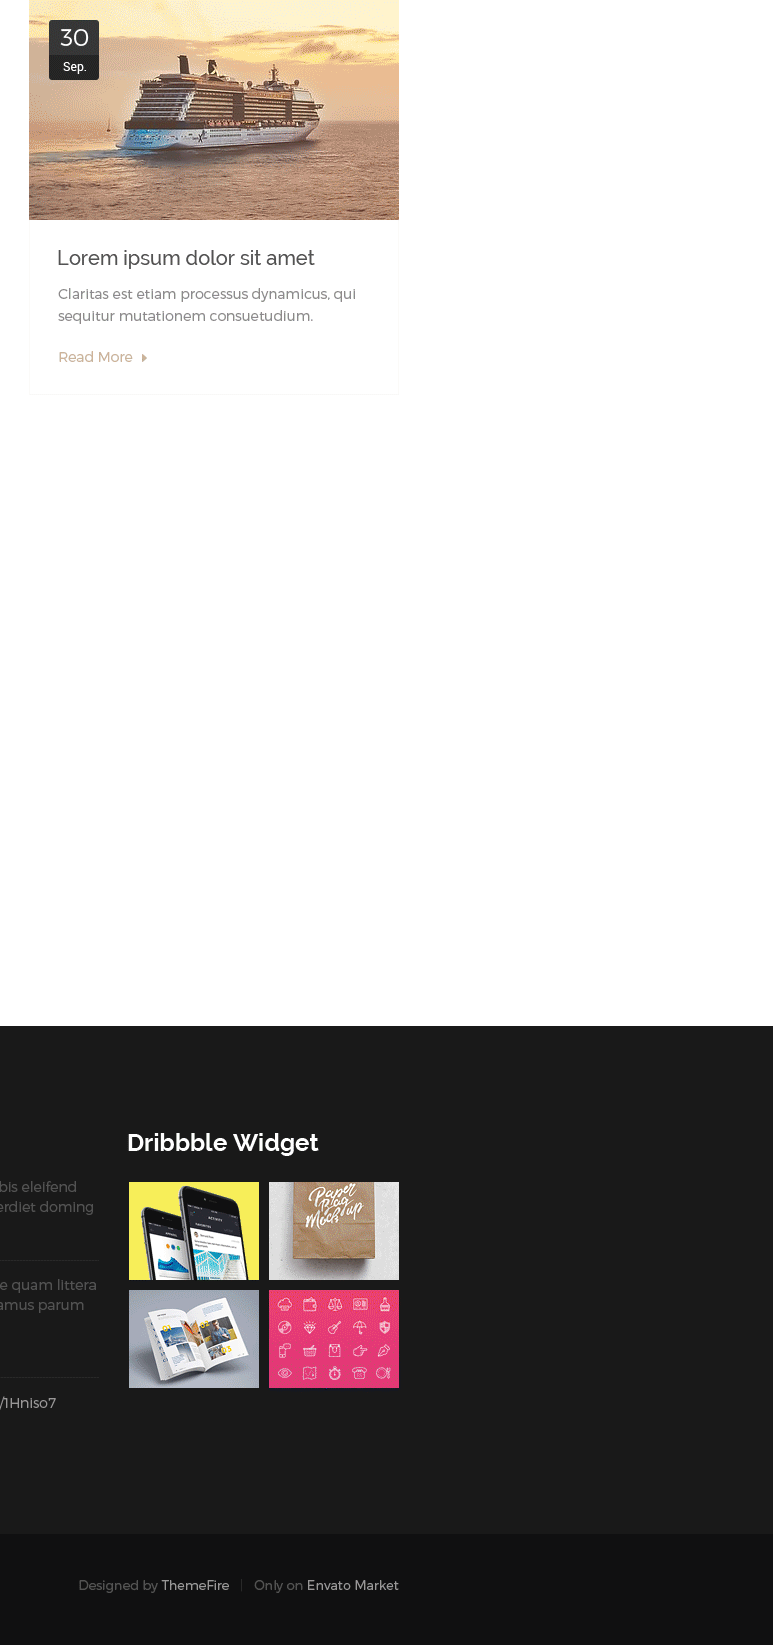 30
Sep.
Lorem ipsum dolor sit amet
Claritas est etiam processus dynamicus, qui
sequitur mutationem consuetudium.
Read More
Dribbble Widget
bis eleifend
erdiet doming
Paper
Bag
Mockup
e quam littera
amus parum
/1Hniso7
Designed by ThemeFire | Only on Envato Market